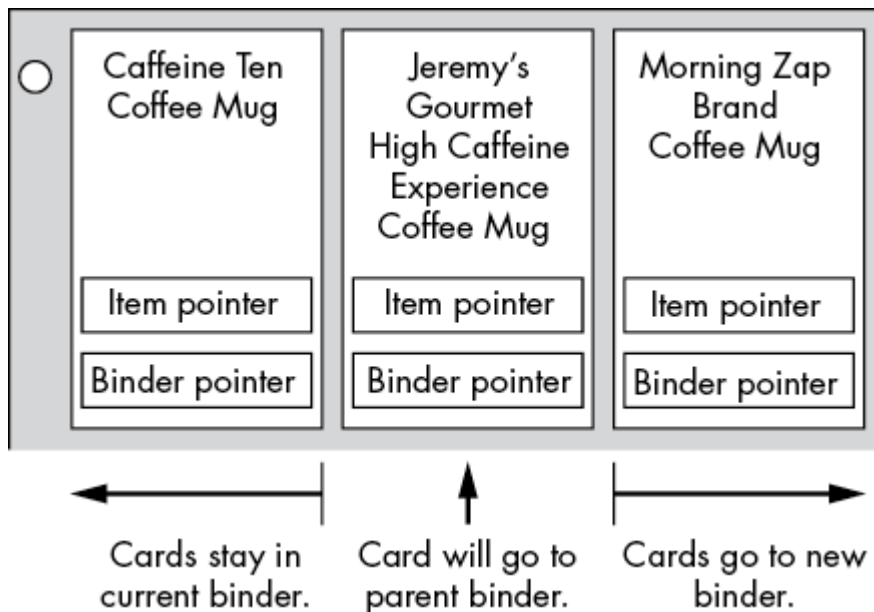 Caffeine Ten
Coffee Mug
Item pointer
Binder pointer
Jeremy’s
Gourmet
High Caffeine
Experience
Coffee Mug
Item pointer
Binder pointer
Morning Zap
Brand
Coffee Mug
Item pointer
Binder pointer
Cards stay in
current binder.
Card will go to
parent binder.
Cards go to new
binder.